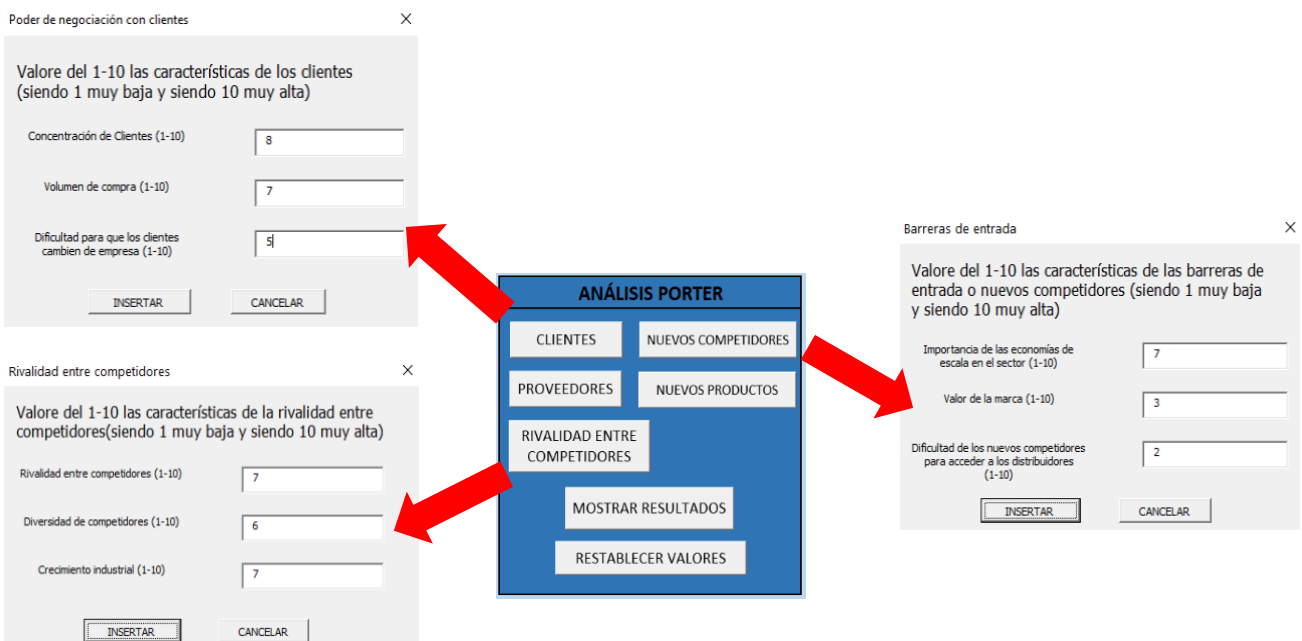 Poder de negociación con clientes
Valore del 1-10 las características de los clientes
(siendo 1 muy baja y siendo 10 muy alta)
Concentración de Clientes (1-10)
8
Volumen de compra (1-10)
7
Dificultad para que los clientes
cambien de empresa (1-10)
5
INSERTAR
CANCELAR
Rivalidad entre competidores
Valore del 1-10 las características de la rivalidad entre
competidores(siendo 1 muy baja y siendo 10 muy alta)
Rivalidad entre competidores (1-10)
7
Diversidad de competidores (1-10)
6
Crecimiento industrial (1-10)
7
INSERTAR
CANCELAR
ANÁLISIS PORTER
CLIENTES
NUEVOS COMPETIDORES
PROVEEDORES
NUEVOS PRODUCTOS
RIVALIDAD ENTRE
COMPETIDORES
MOSTRAR RESULTADOS
RESTABLECER VALORES
Barreras de entrada
Valore del 1-10 las características de las barreras de
entrada o nuevos competidores (siendo 1 muy baja
y siendo 10 muy alta)
Importancia de las economías de
escala en el sector (1-10)
7
Valor de la marca (1-10)
3
Dificultad de los nuevos competidores
para acceder a los distribuidores
(1-10)
2
INSERTAR
CANCELAR